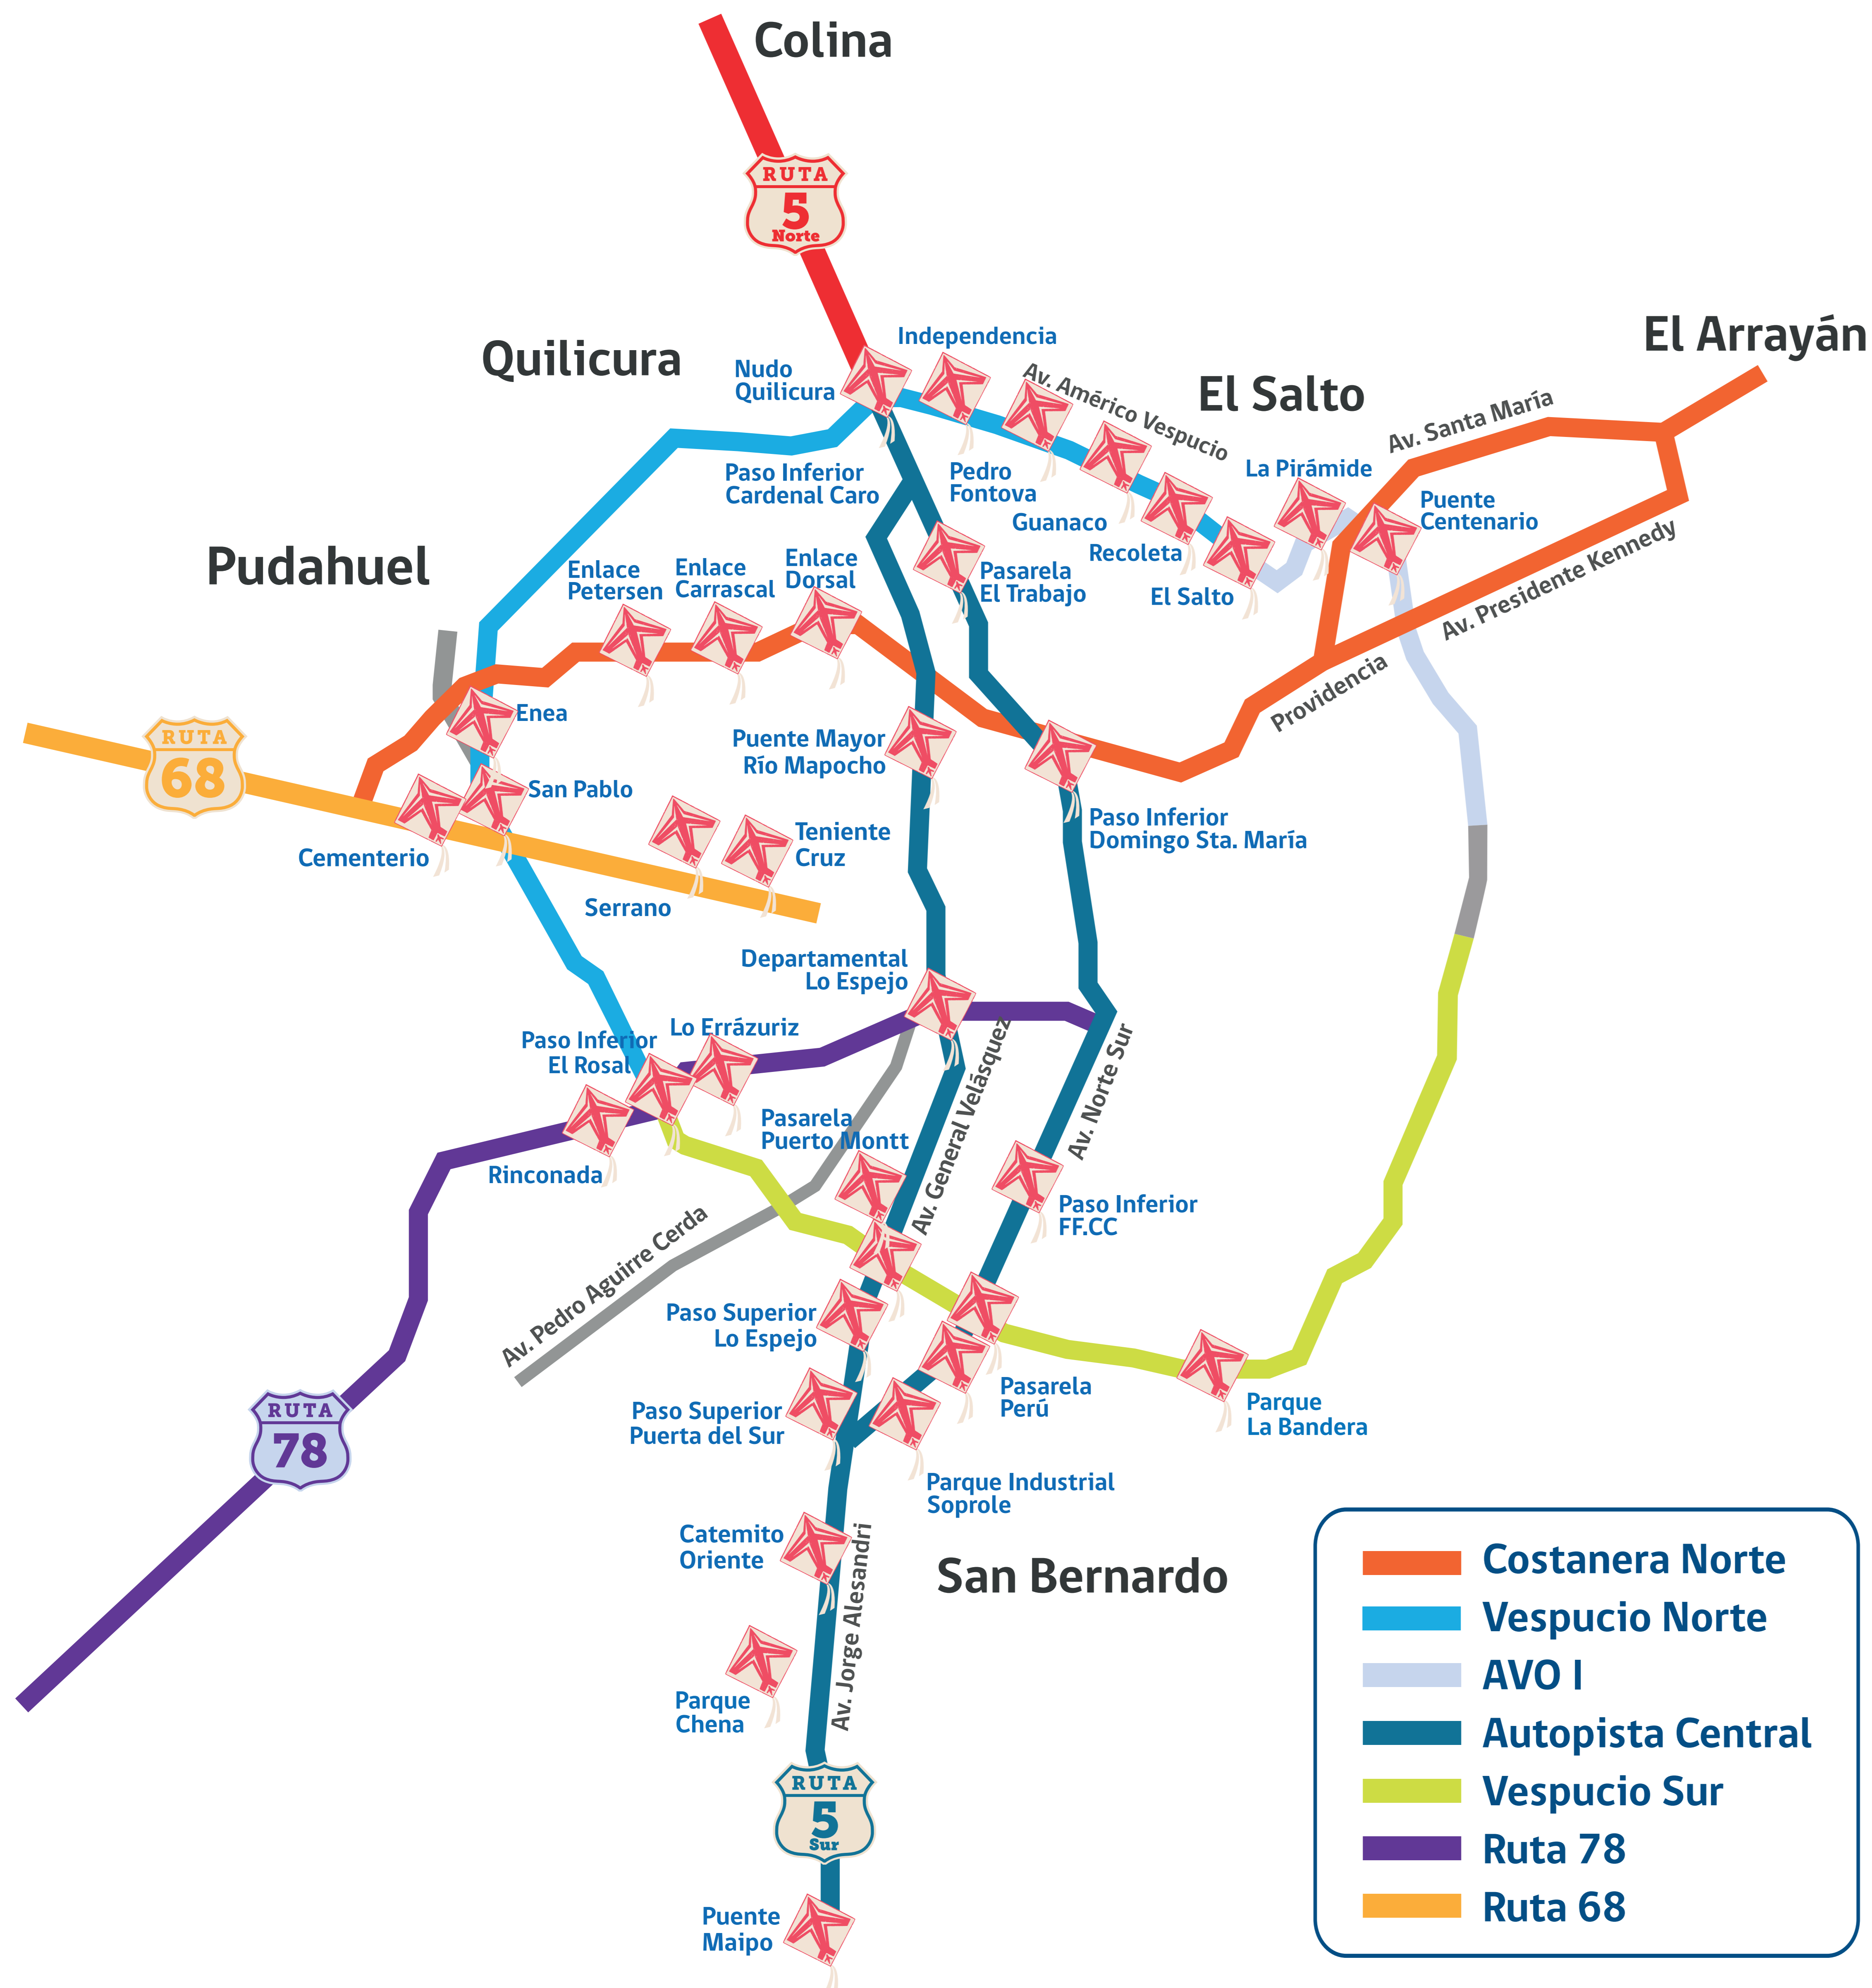 Colina
RUTA
5
Norte
Quilicura
Independencia
Nudo
Quilicura
Av. Américo Vespucio
El Salto
El Arrayán
Av. Santa María
La Pirámide
Puente
Centenario
Paso Inferior
Cardenal Caro
Pedro
Fontova
Guanaco
Recoleta
El Salto
Pasarela
El Trabajo
Av. Presidente Kennedy
Providencia
Pudahuel
Enlace
Petersen
Enlace
Carrascal
Enlace
Dorsal
Enea
RUTA
68
San Pablo
Puente Mayor
Río Mapocho
Cementerio
Teniente
Cruz
Serrano
Paso Inferior
Domingo Sta. María
Departamental
Lo Espejo
Paso Inferior
El Rosal
Lo Errázuriz
Pasarela
Puerto Montt
Rinconada
Av. General Velásquez
Av. Norte Sur
Paso Inferior
FF.CC
Av. Pedro Aguirre Cerda
Paso Superior
Lo Espejo
Paso Superior
Puerta del Sur
Pasarela
Perú
Parque
La Bandera
RUTA
78
Parque Industrial
Soprole
Catemito
Oriente
Av. Jorge Alesandri
San Bernardo
Parque
Chena
RUTA
5
Sur
Puente
Maipo
Costanera Norte
Vespucio Norte
AVO I
Autopista Central
Vespucio Sur
Ruta 78
Ruta 68